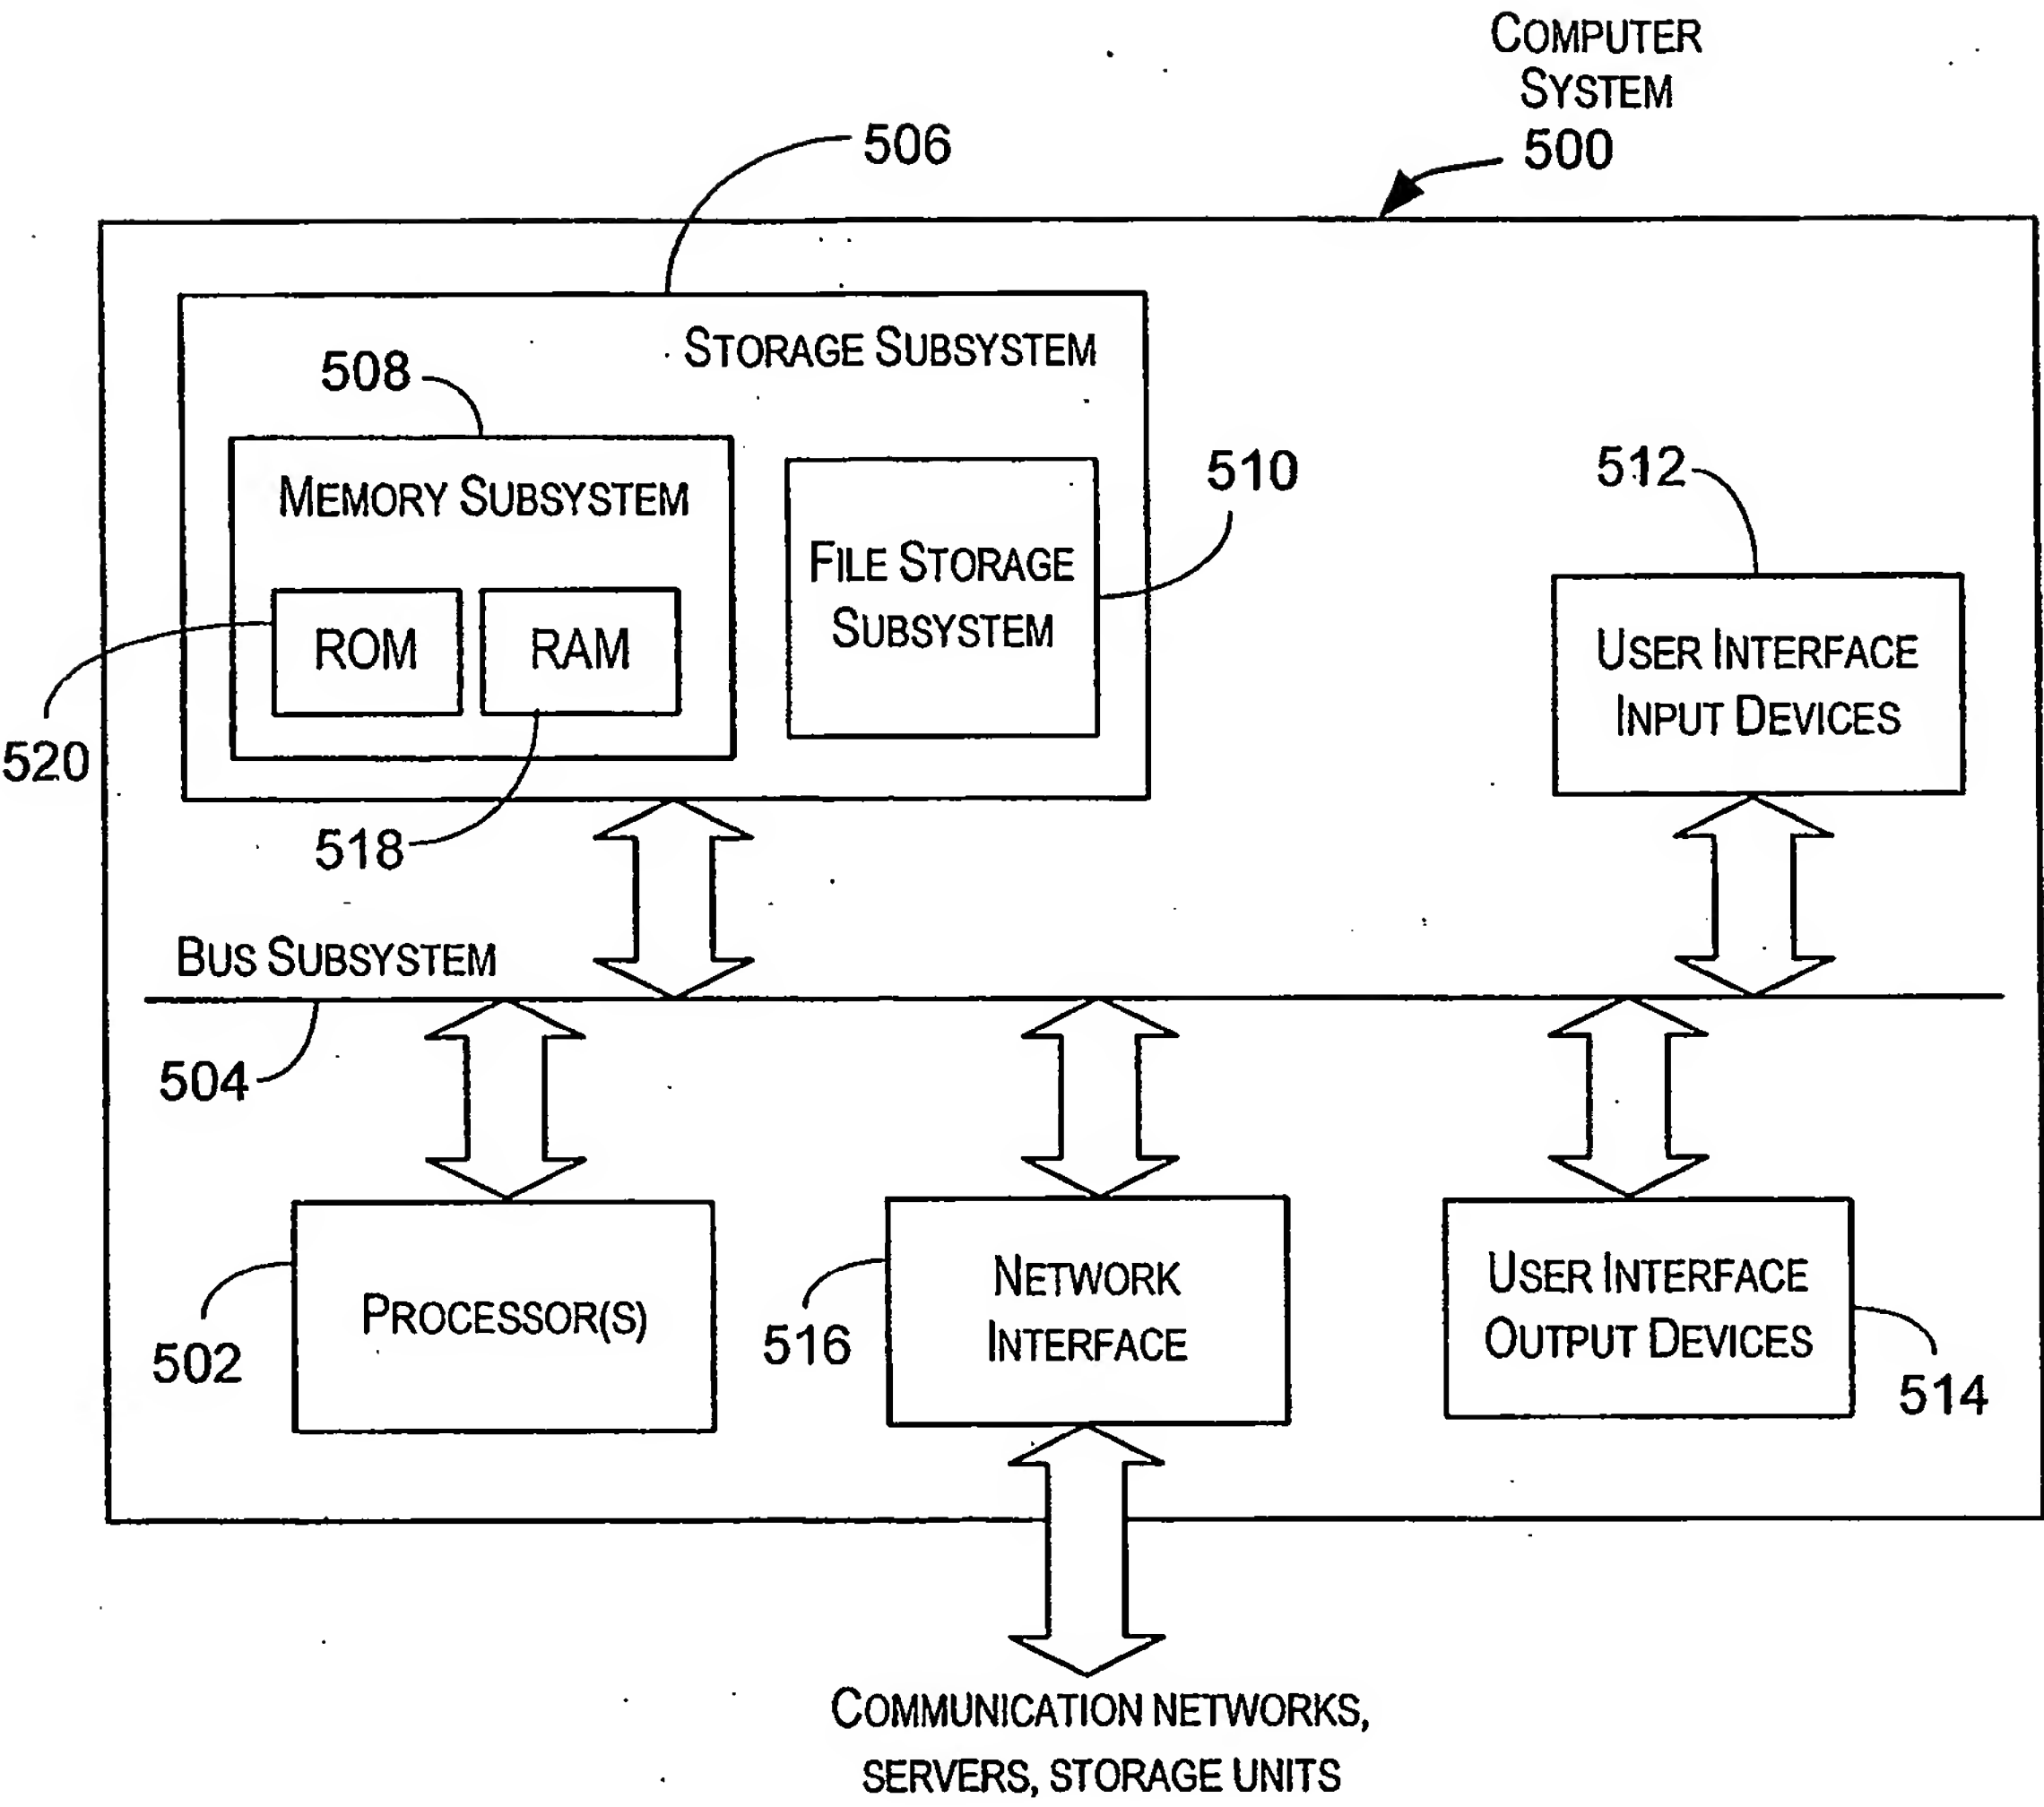 COMPUTER
SYSTEM
500
506
STORAGE SUBSYSTEM
508
MEMORY SUBSYSTEM
510
512
FILE STORAGE
SUBSYSTEM
ROM
RAM
USER INTERFACE
INPUT DEVICES
520
518
BUS SUBSYSTEM
504
PROCESSOR(S)
502
NETWORK
INTERFACE
516
USER INTERFACE
OUTPUT DEVICES
514
COMMUNICATION NETWORKS,
SERVERS, STORAGE UNITS